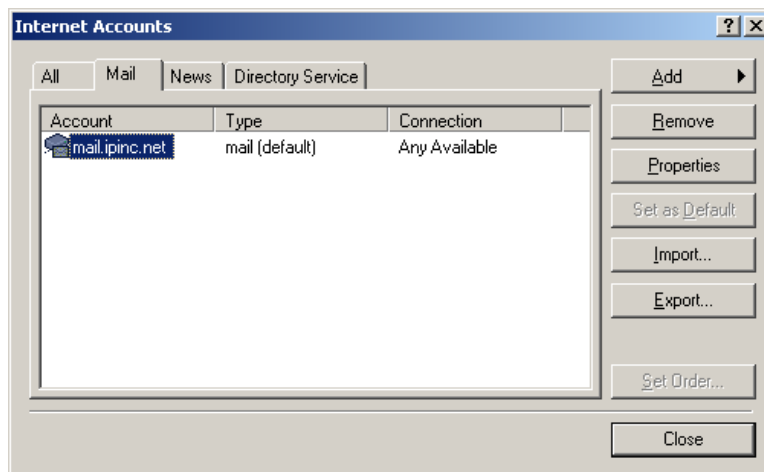 Internet Accounts
All Mail News Directory Service
Account Type Connection
mail.ipinc.net mail (default) Any Available
Add
Remove
Properties
Set as Default
Import...
Export...
Set Order...
Close